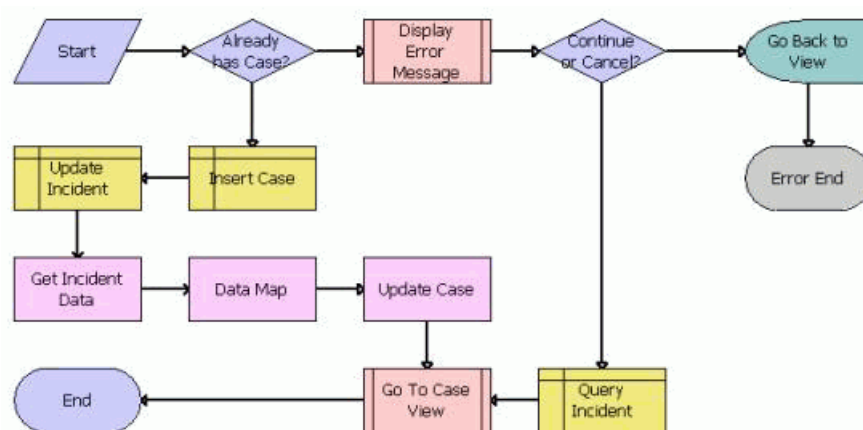 Start
Already
has Case?
Display
Error
Message
Continue
or Cancel?
Go Back to
View
Update
Incident
Insert Case
Error End
Get Incident
Data
Data Map
Update Case
End
Go To Case
View
Query
Incident